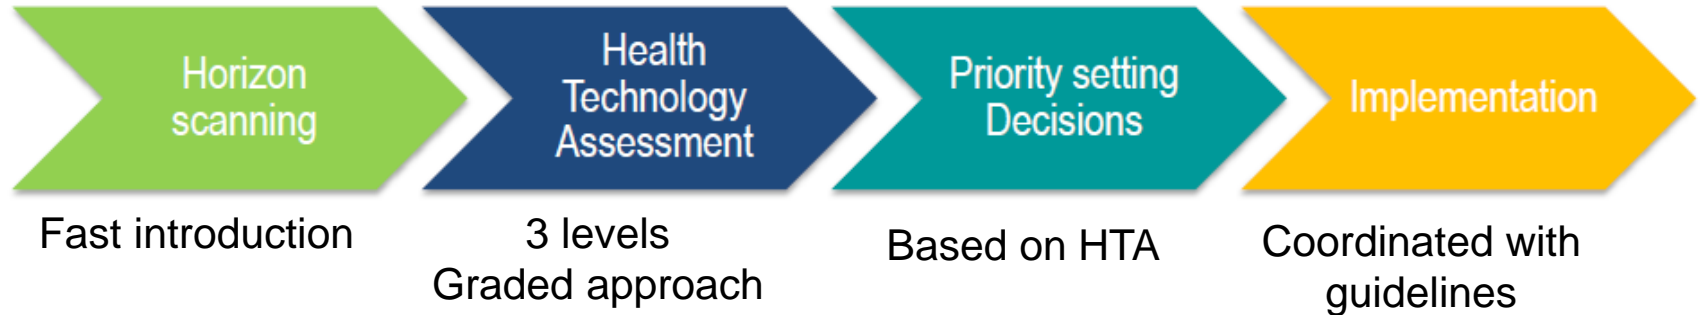 Horizon
scanning
Health
Technology
Assessment
Priority setting
Decisions
Implementation
Fast introduction
3 levels
Graded approach
Based on HTA
Coordinated with
guidelines